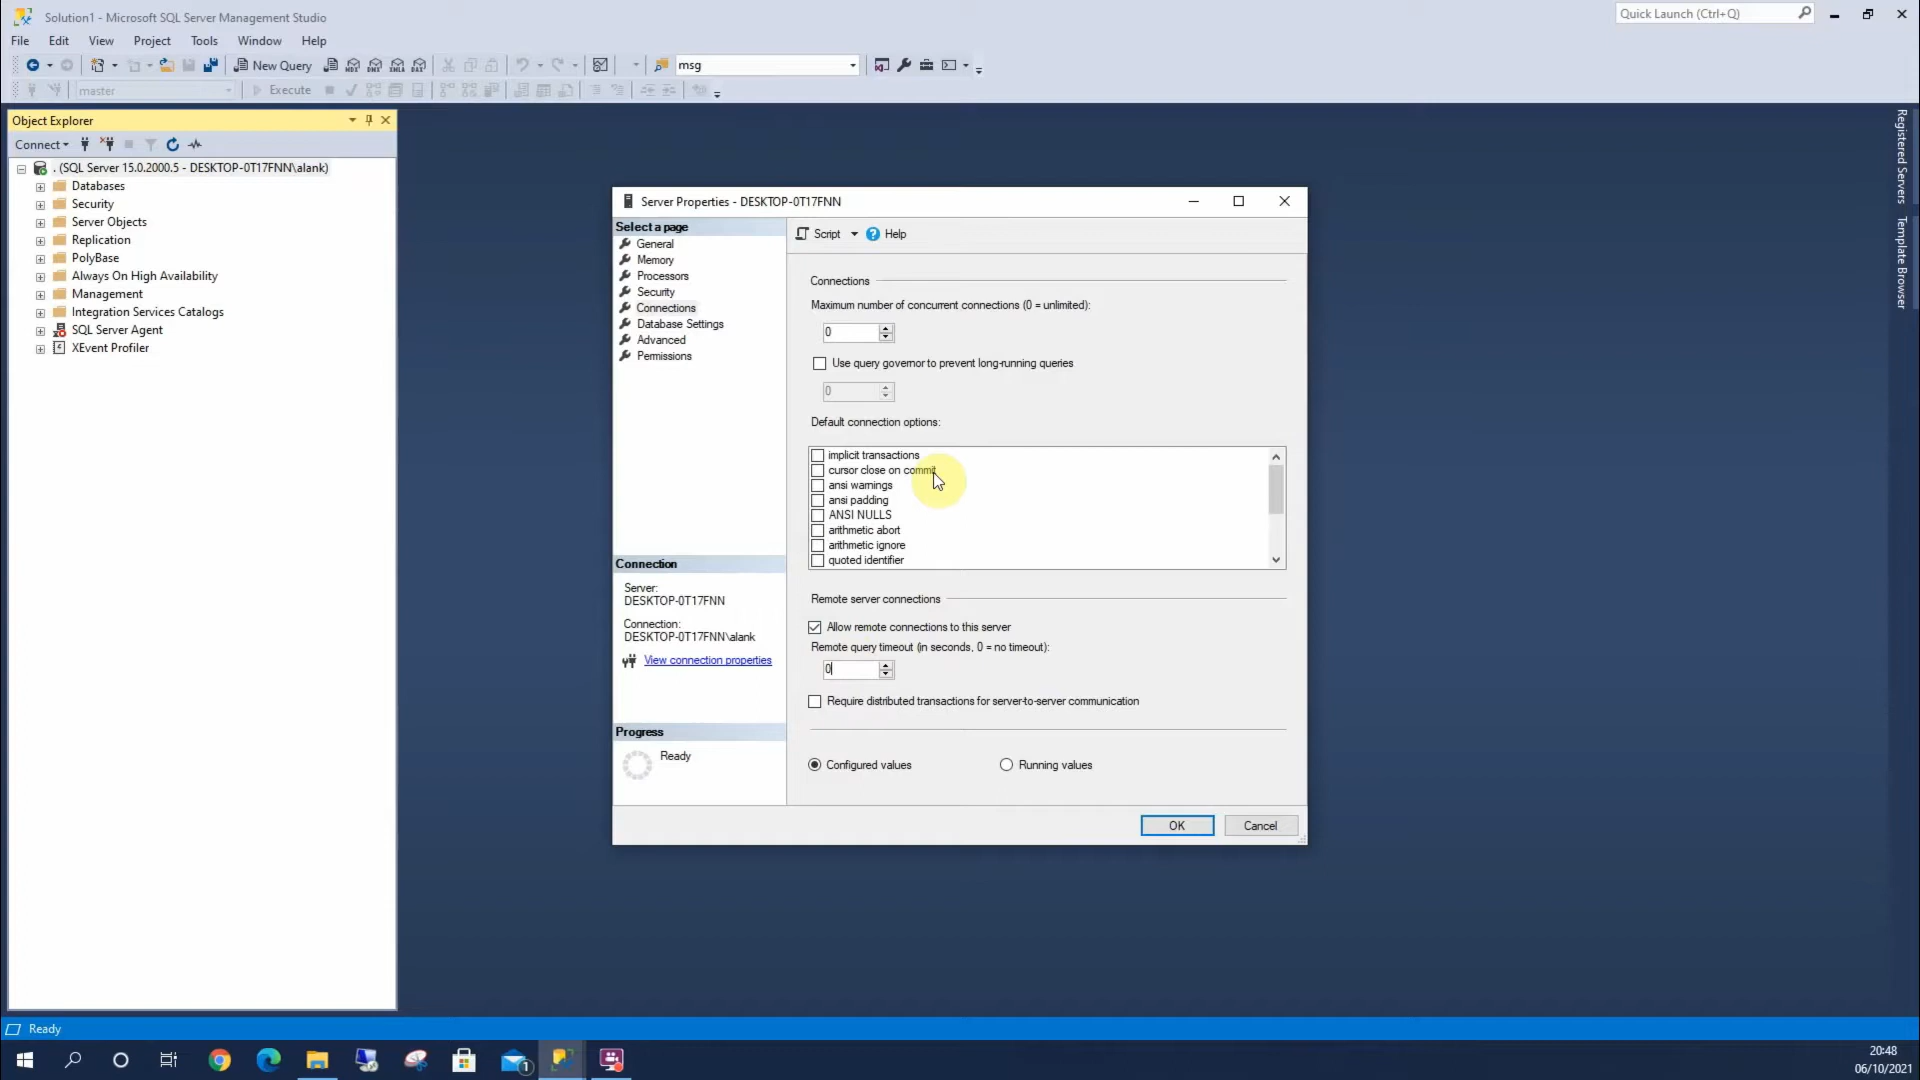 Solution1 - Microsoft SQL Server Management Studio
Quick Launch (Ctrl+Q)
File Edit View Project Tools Window Help
New Query
msg
master
Execute
Object Explorer
Connect
. (SQL Server 15.0.2000.5 - DESKTOP-0T17FNN\alank)
Databases
Security
Server Objects
Replication
PolyBase
Always On High Availability
Management
Integration Services Catalogs
SQL Server Agent
XEvent Profiler
Server Properties - DESKTOP-0T17FNN
Select a page
General
Memory
Processors
Security
Connections
Database Settings
Advanced
Permissions
Connection
Server:
DESKTOP-0T17FNN
Connection:
DESKTOP-0T17FNN\alank
View connection properties
Progress
Ready
Script
Help
Connections
Maximum number of concurrent connections (0 = unlimited):
0
Use query governor to prevent long-running queries
0
Default connection options:
implicit transactions
cursor close on commit
ansi warnings
ansi padding
ANSI NULLS
arithmetic abort
arithmetic ignore
quoted identifier
Remote server connections
Allow remote connections to this server
Remote query timeout (in seconds, 0 = no timeout):
0
Require distributed transactions for server-to-server communication
Configured values
Running values
OK
Cancel
Registered Servers
Template Browser
Ready
1
20:48
06/10/2021